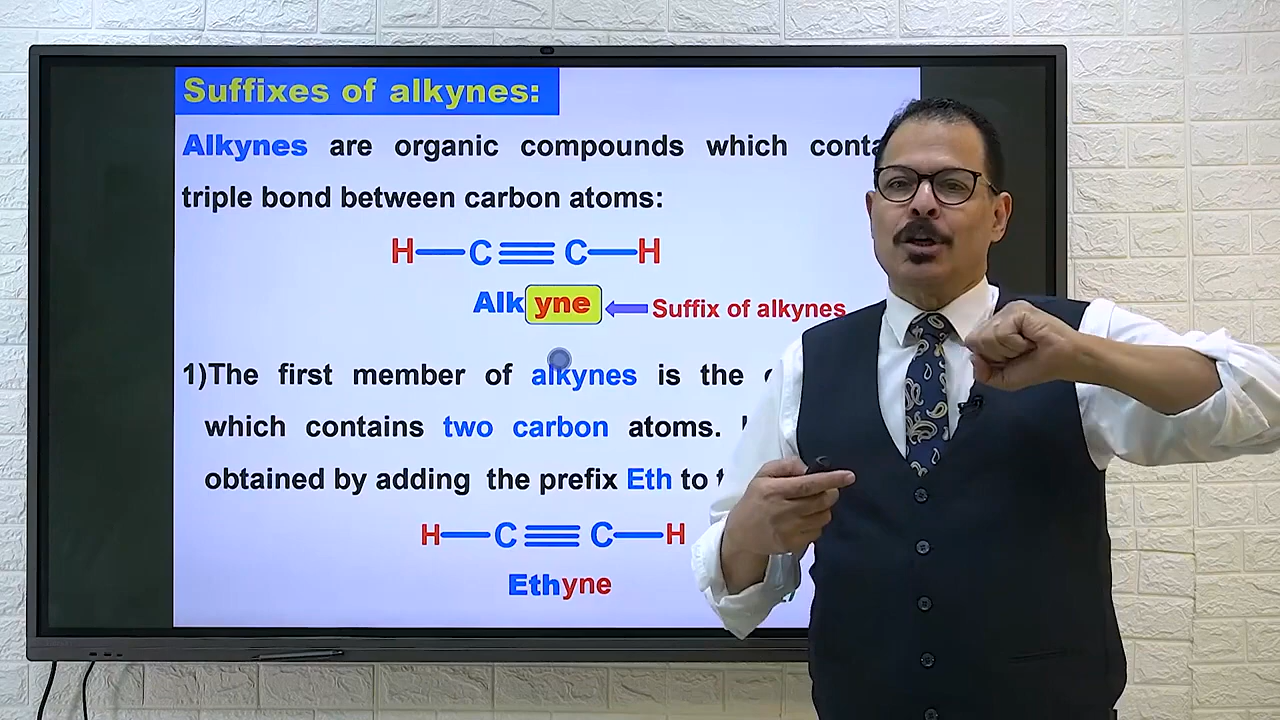 Suffixes of alkynes:
Alkynes are organic compounds which conta
triple bond between carbon atoms:
H—C≡C—H
Alkyne Suffix of alkynes
1)The first member of alkynes is the
which contains two carbon atoms.
obtained by adding the prefix Eth to
H—C≡C—H
Ethyne